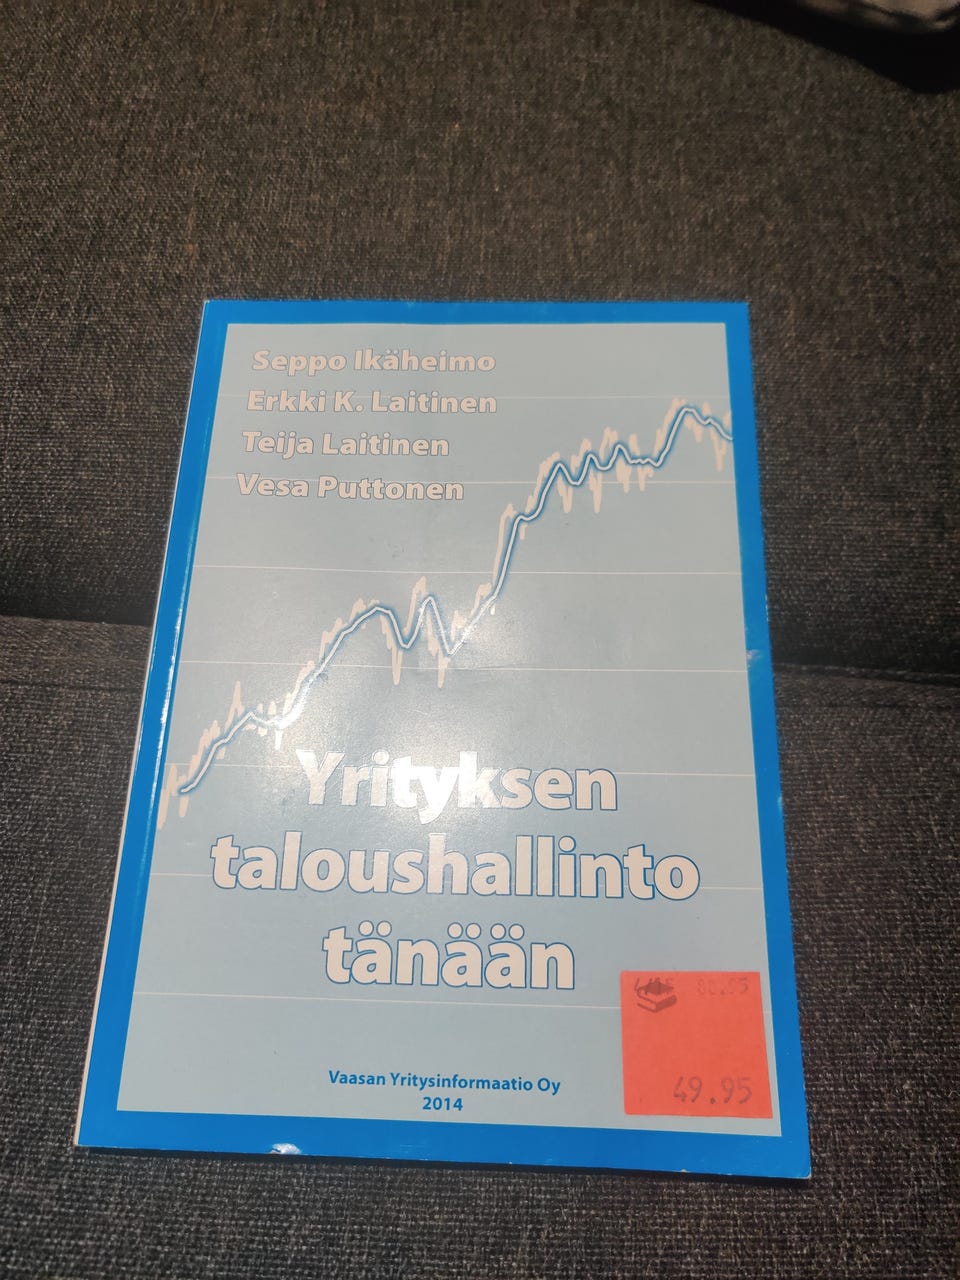 Seppo Ikäheimo
Erkki K. Laitinen
Teija Laitinen
Vesa Puttonen
Yrityksen
taloushallinto
tänään
Vaasan Yritysinformaatio Oy
2014
49.95